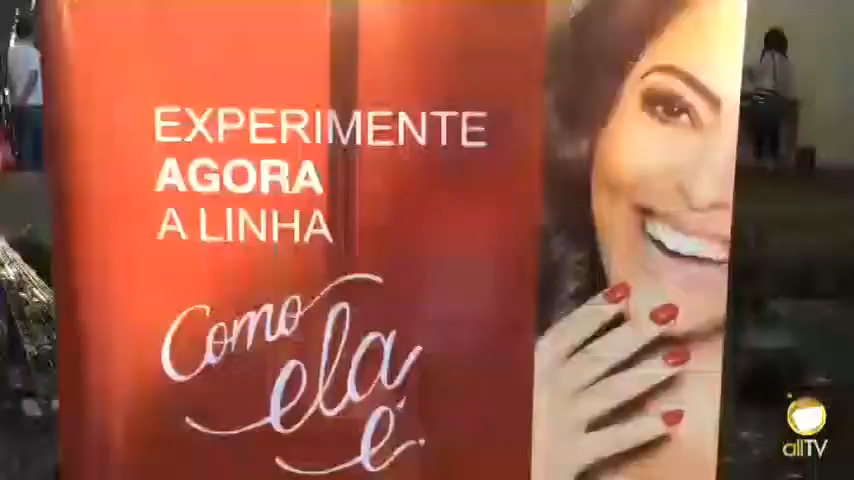 EXPERIMENTE
AGORA
A LINHA
Como
ela
é
allTV